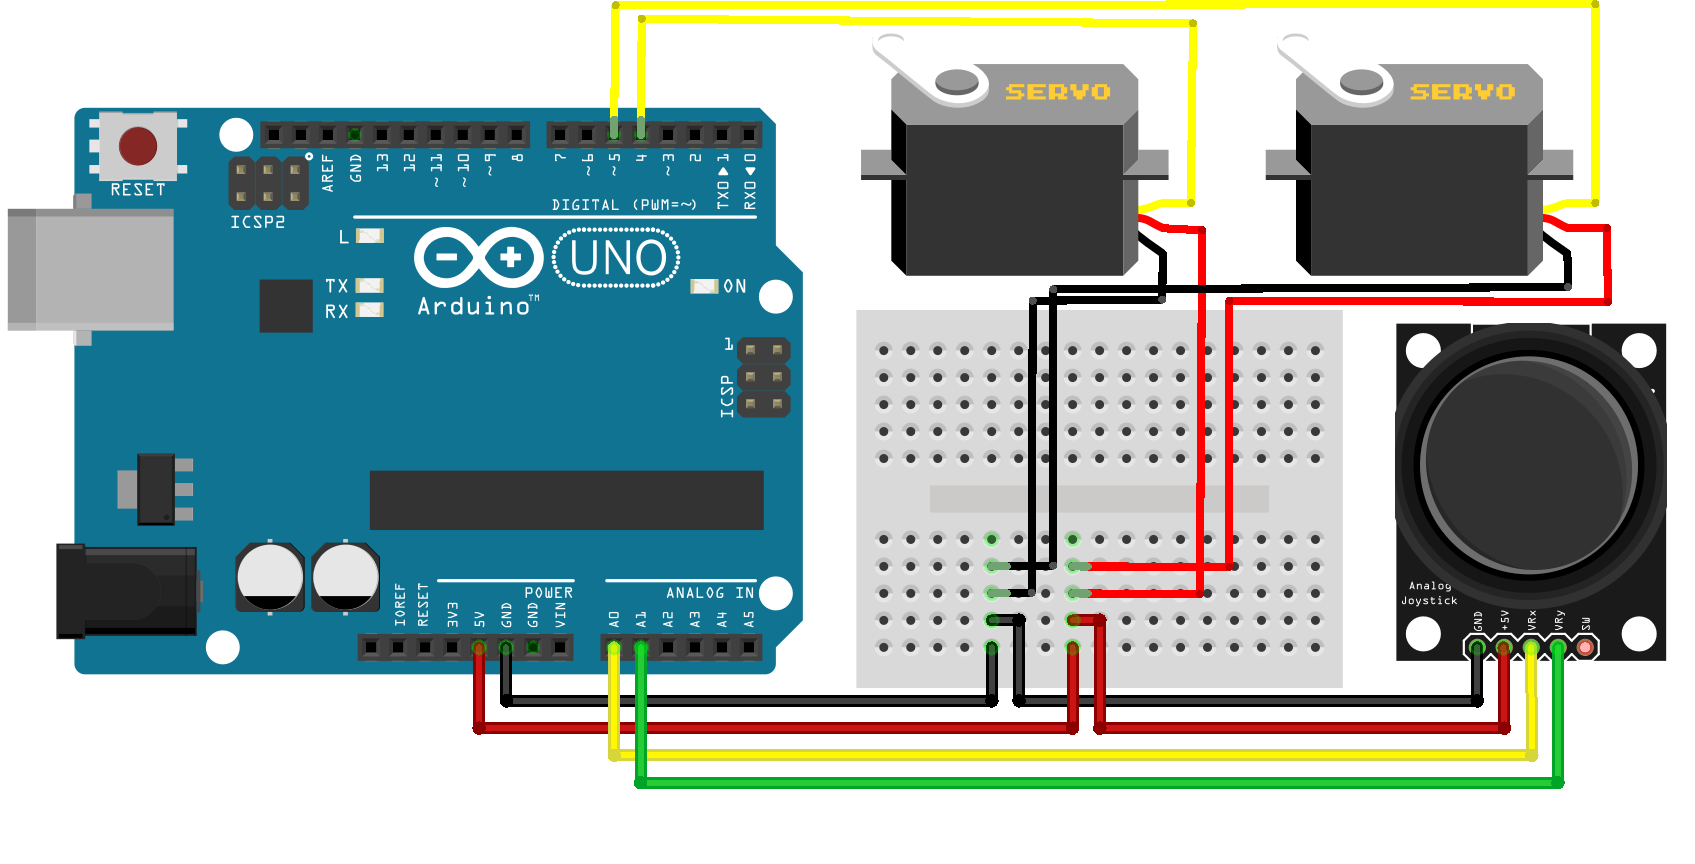 SERVO
SERVO
RESET
ICSP2
AREF
GND
13
12
~11
~10
~9
8
7
~6
~5
4
~3
2
TX0▶1
RX0◀0
DIGITAL (PWM=~)
L
TX
RX
UNO
Arduino™
ON
1
ICSP
POWER
ANALOG IN
IOREF
RESET
3V3
5V
GND
GND
VIN
A0
A1
A2
A3
A4
A5
Analog
Joystick
GND
+5V
VRx
VRy
SW